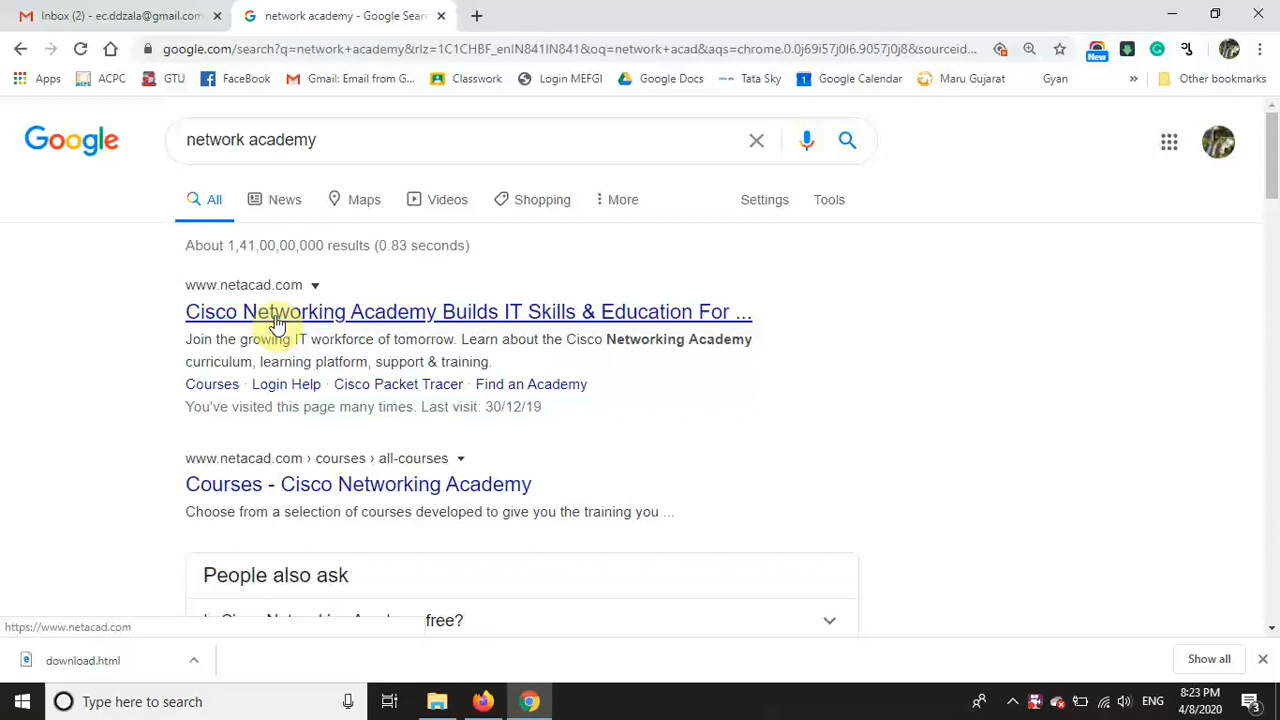 Inbox (2) - ec.ddzala@gmail.com
network academy - Google Sear
google.com/search?q=network+academy&rlz=1C1CHBF_enIN841IN841&oq=network+acad&aqs=chrome.0.0j69i57j0l6.9057j0j8&sourceid...
New
Apps ACPC GTU FaceBook Gmail: Email from G... Classwork Login MEFGI Google Docs Tata Sky Google Calendar Maru Gujarat Gyan » Other bookmarks
Google
network academy
All News Maps Videos Shopping More Settings Tools
About 1,41,00,00,000 results (0.83 seconds)
www.netacad.com
Cisco Networking Academy Builds IT Skills & Education For ...
Join the growing IT workforce of tomorrow. Learn about the Cisco Networking Academy
curriculum, learning platform, support & training.
Courses · Login Help · Cisco Packet Tracer · Find an Academy
You've visited this page many times. Last visit: 30/12/19
www.netacad.com › courses › all-courses
Courses - Cisco Networking Academy
Choose from a selection of courses developed to give you the training you ...
People also ask
free?
https://www.netacad.com
download.html
Show all
Type here to search
ENG
8:23 PM
4/8/2020
3